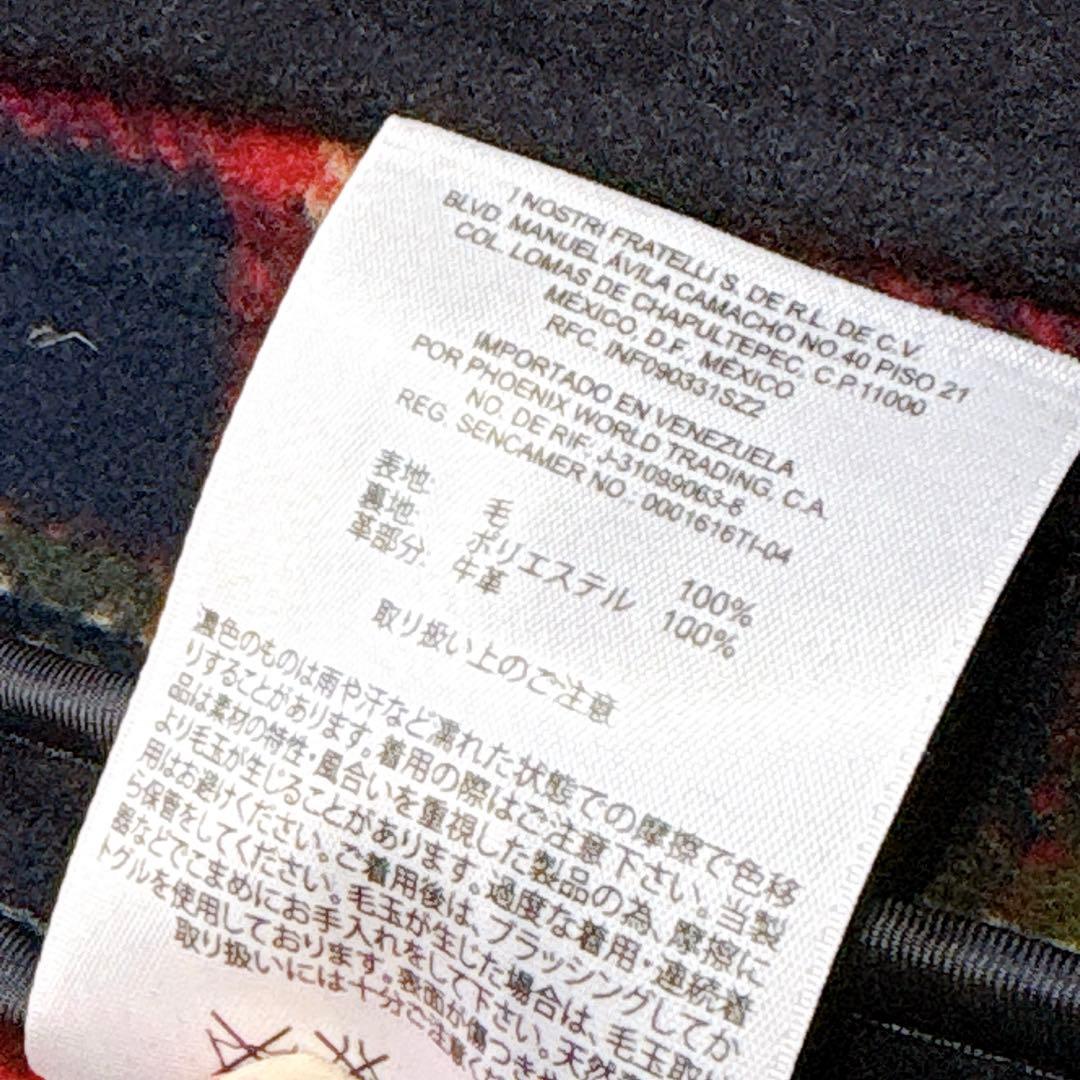 I NOSTRI FRATELLI S. DE R.L. DE C.V.
BLVD. MANUEL ÁVILA CAMACHO NO.40 PISO 21
COL. LOMAS DE CHAPULTEPEC, C.P.11000
MÉXICO, D.F., MÉXICO
RFC. INF090331SZ2
IMPORTADO EN VENEZUELA
POR PHOENIX WORLD TRADING, C.A.
NO. DE RIF.: J-31099063-8
REG. SENCAMER NO.: 0001616TI-04
表地: 毛 100%
裏地: ポリエステル 100%
革部分: 牛革
取り扱い上のご注意
濃色のものは雨や汗など濡れた状態での摩擦で色移
りすることがあります。着用の際はご注意下さい。当製
品は素材の特性・風合いを重視した製品の為、摩擦に
より毛玉が生じることがあります。過度な着用・連続着
用はお避けください。ご着用後は、ブラッシングしてか
ら保管をしてください。毛玉が生じた場合は、毛玉取り
器などでこまめにお手入れをして下さい。天然
トグルを使用しております。表面が傷つき
取り扱いには十分ご注意くだ